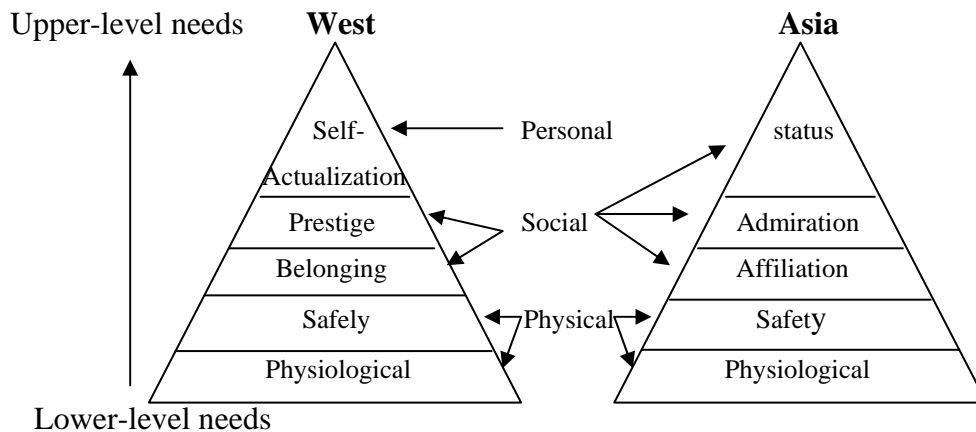 Upper-level needs
West
Asia
Self-
Actualization
Personal
status
Prestige
Social
Admiration
Belonging
Affiliation
Safely
Physical
Safety
Physiological
Physiological
Lower-level needs